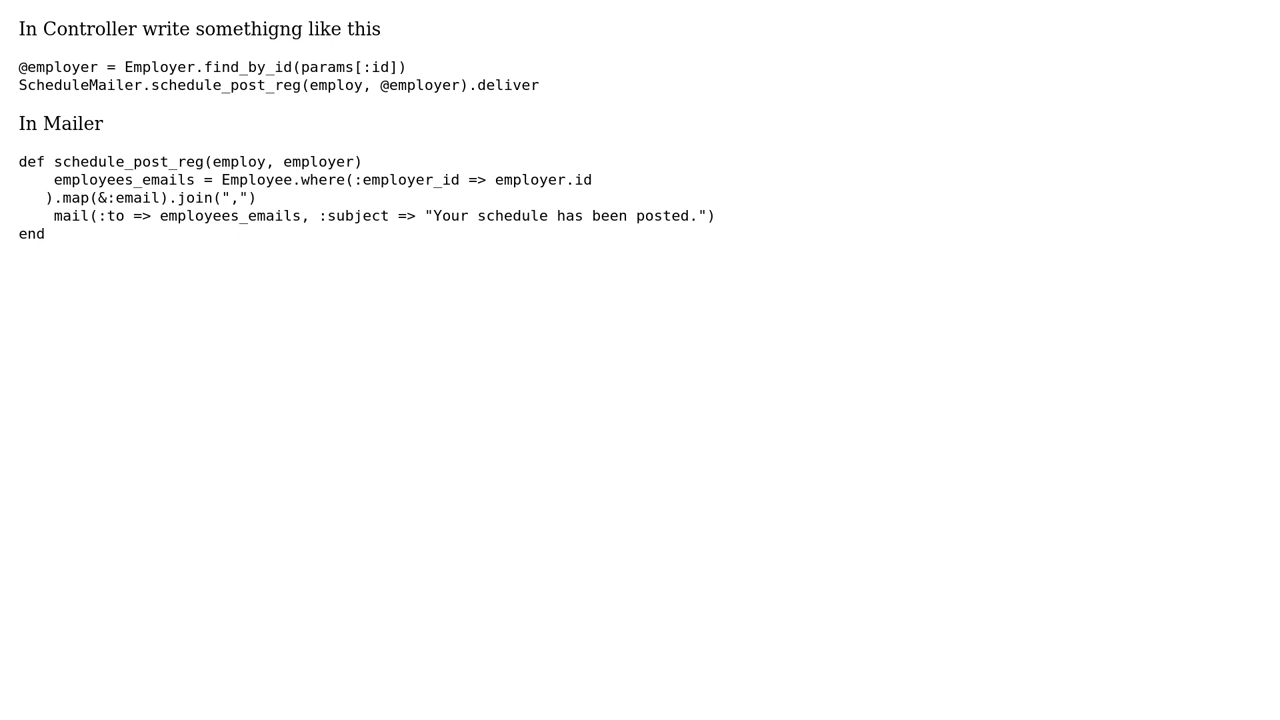 In Controller write somethigng like this
@employer = Employer.find_by_id(params[:id])
ScheduleMailer.schedule_post_reg(employ, @employer).deliver
In Mailer
def schedule_post_reg(employ, employer)
    employees_emails = Employee.where(:employer_id => employer.id
   ).map(&:email).join(",")
    mail(:to => employees_emails, :subject => "Your schedule has been posted.")
end